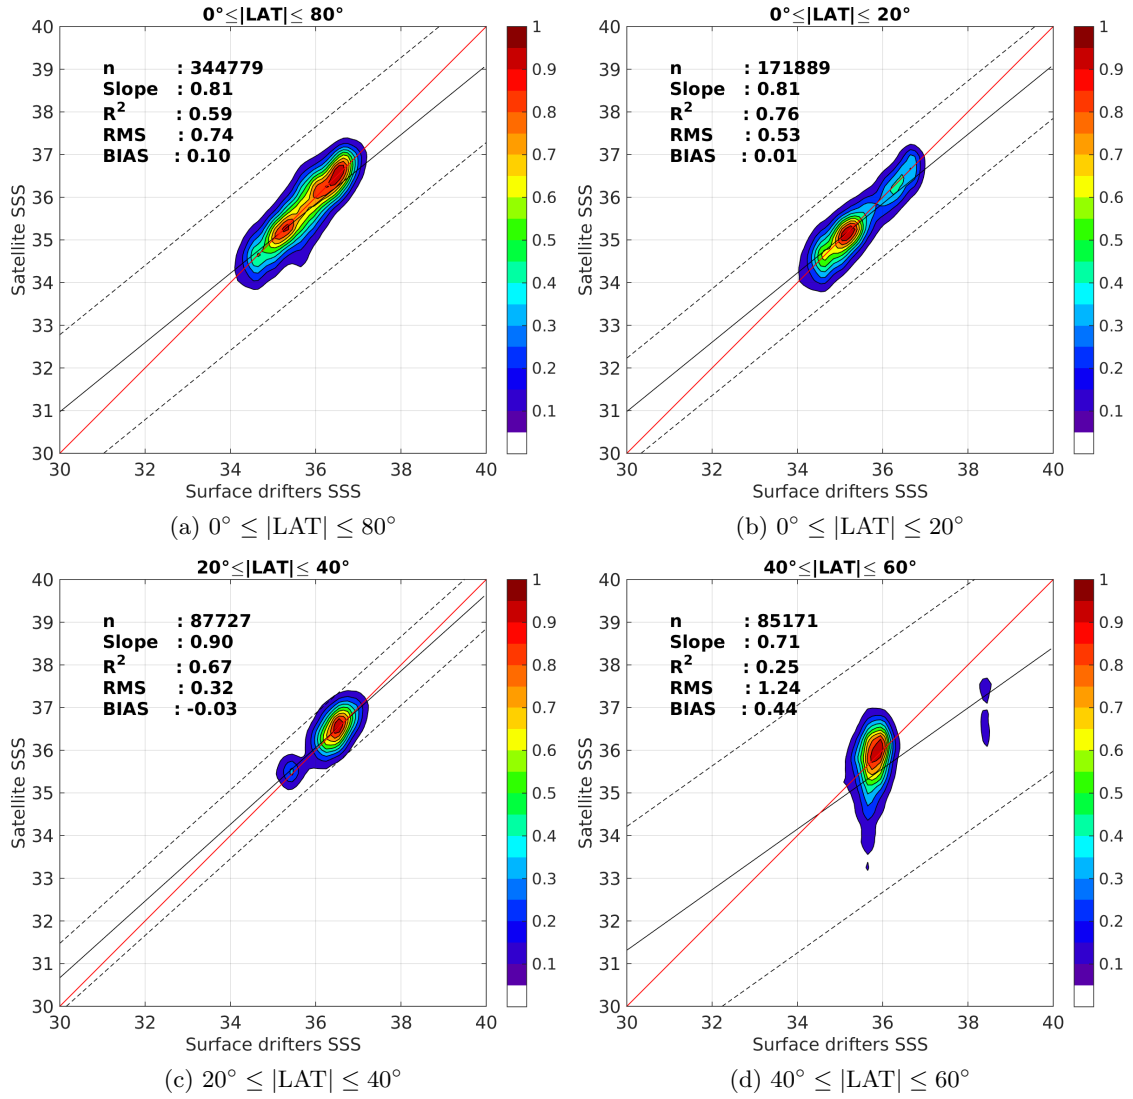 0°≤|LAT|≤ 80°
n : 344779
Slope : 0.81
R² : 0.59
RMS : 0.74
BIAS : 0.10
40
39
38
37
36
35
34
33
32
31
30
30 32 34 36 38 40
Satellite SSS
Surface drifters SSS
1
0.9
0.8
0.7
0.6
0.5
0.4
0.3
0.2
0.1
(a) 0° ≤ |LAT| ≤ 80°
0°≤|LAT|≤ 20°
n : 171889
Slope : 0.81
R² : 0.76
RMS : 0.53
BIAS : 0.01
40
39
38
37
36
35
34
33
32
31
30
30 32 34 36 38 40
Satellite SSS
Surface drifters SSS
1
0.9
0.8
0.7
0.6
0.5
0.4
0.3
0.2
0.1
(b) 0° ≤ |LAT| ≤ 20°
20°≤|LAT|≤ 40°
n : 87727
Slope : 0.90
R² : 0.67
RMS : 0.32
BIAS : -0.03
40
39
38
37
36
35
34
33
32
31
30
30 32 34 36 38 40
Satellite SSS
Surface drifters SSS
1
0.9
0.8
0.7
0.6
0.5
0.4
0.3
0.2
0.1
(c) 20° ≤ |LAT| ≤ 40°
40°≤|LAT|≤ 60°
n : 85171
Slope : 0.71
R² : 0.25
RMS : 1.24
BIAS : 0.44
40
39
38
37
36
35
34
33
32
31
30
30 32 34 36 38 40
Satellite SSS
Surface drifters SSS
1
0.9
0.8
0.7
0.6
0.5
0.4
0.3
0.2
0.1
(d) 40° ≤ |LAT| ≤ 60°